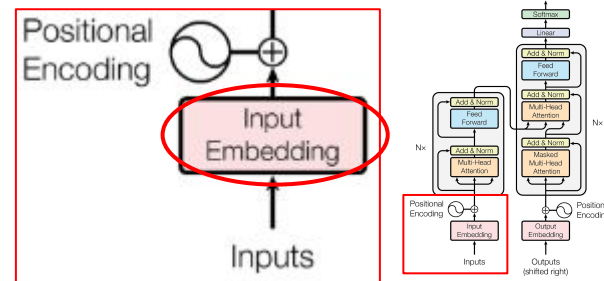 Positional
Encoding
Input
Embedding
Inputs
Softmax
Linear
Add & Norm
Feed
Forward
Add & Norm
Multi-Head
Attention
Add & Norm
Masked
Multi-Head
Attention
Nx
Add & Norm
Feed
Forward
Add & Norm
Multi-Head
Attention
Nx
Positional
Encoding
Input
Embedding
Inputs
Output
Embedding
Outputs
(shifted right)
Position
Encodin